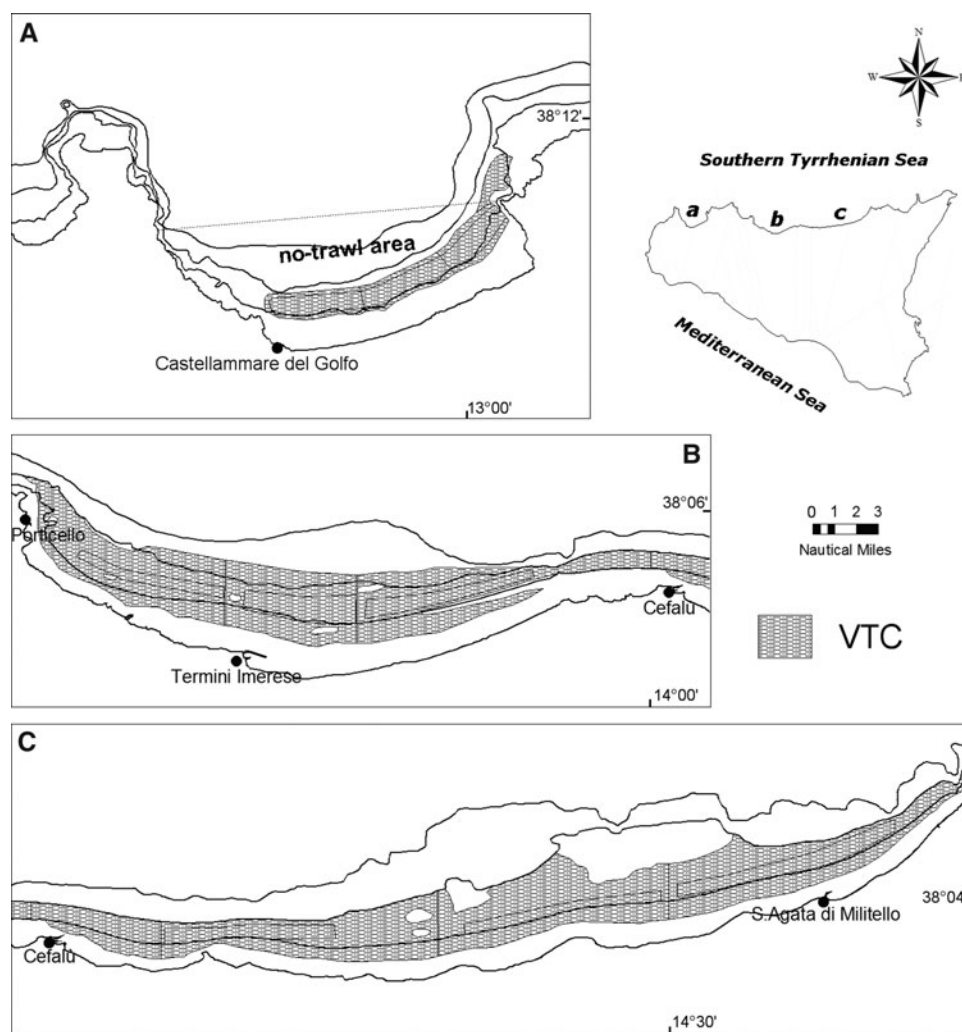 A
38°12'
no-trawl area
Castellammare del Golfo
13°00'
N
W
S
Southern Tyrrhenian Sea
a
b
c
Mediterranean Sea
B
38°06'
Porticello
Termini Imerese
Cefalù
14°00'
0 1 3
Nautical Miles
VTC
C
38°04
S.Agata di Militello
Cefalù
14°30'